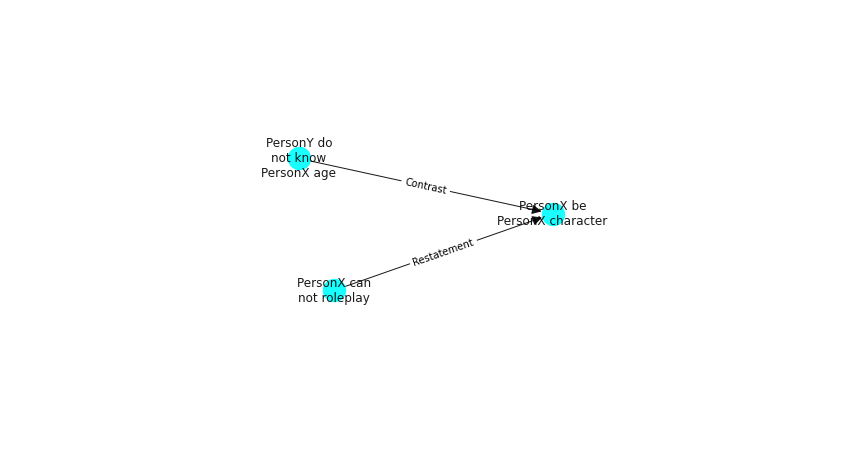 PersonY do
not know
PersonX age
Contrast
PersonX be
PersonX character
Restatement
PersonX can
not roleplay